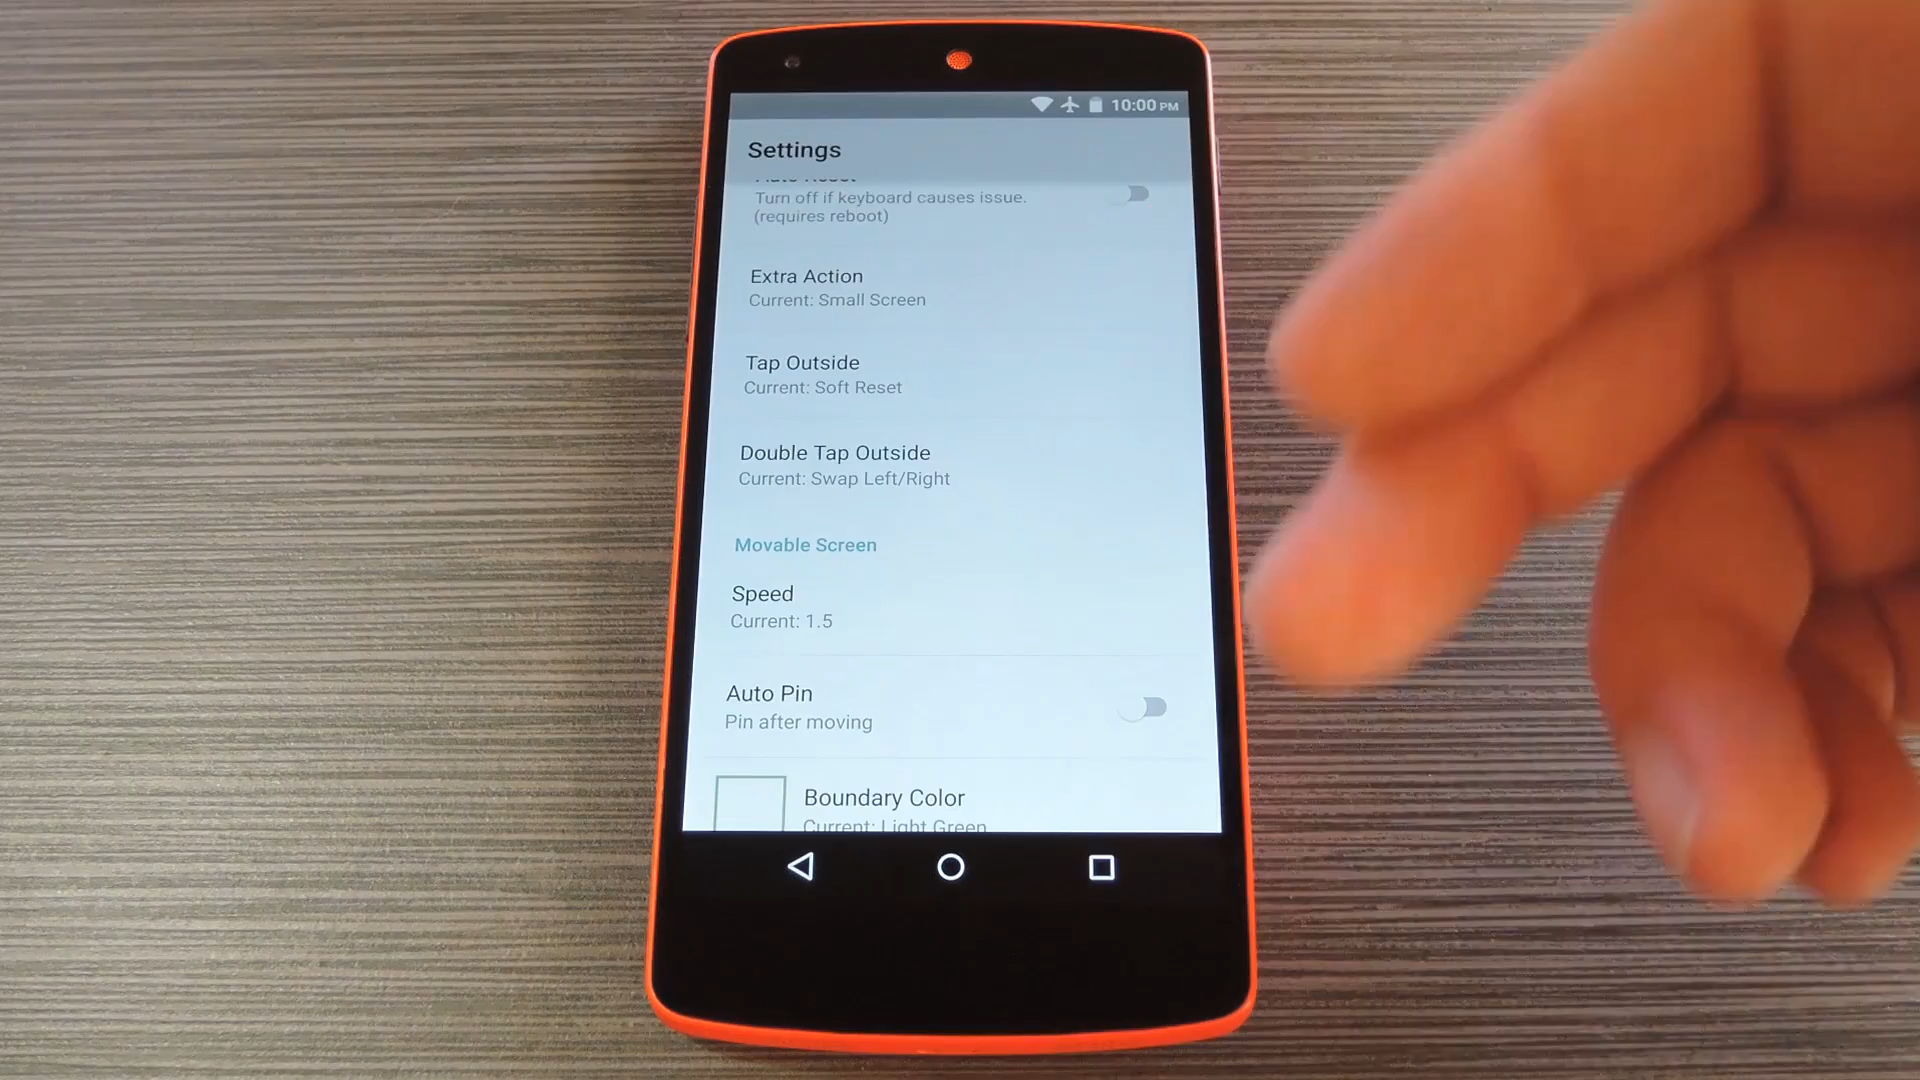 10:00 PM
Settings
Auto Reset
Turn off if keyboard causes issue.
(requires reboot)
Extra Action
Current: Small Screen
Tap Outside
Current: Soft Reset
Double Tap Outside
Current: Swap Left/Right
Movable Screen
Speed
Current: 1.5
Auto Pin
Pin after moving
Boundary Color
Current: Light Green